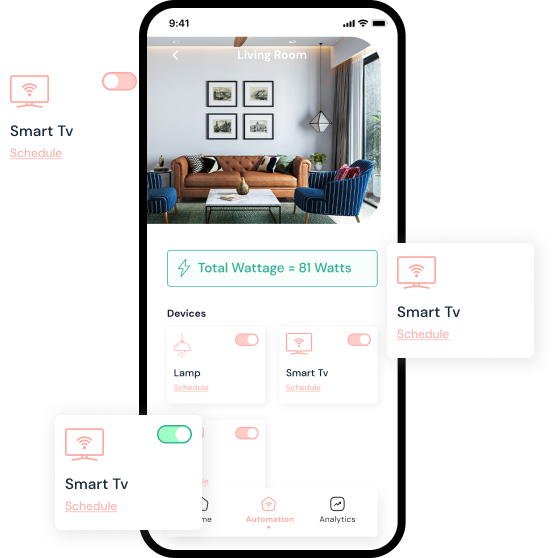 9:41
Living Room
Smart Tv
Schedule
Total Wattage = 81 Watts
Smart Tv
Schedule
Devices
Lamp
Schedule
Smart Tv
Schedule
Smart Tv
Schedule
Automation
Analytics